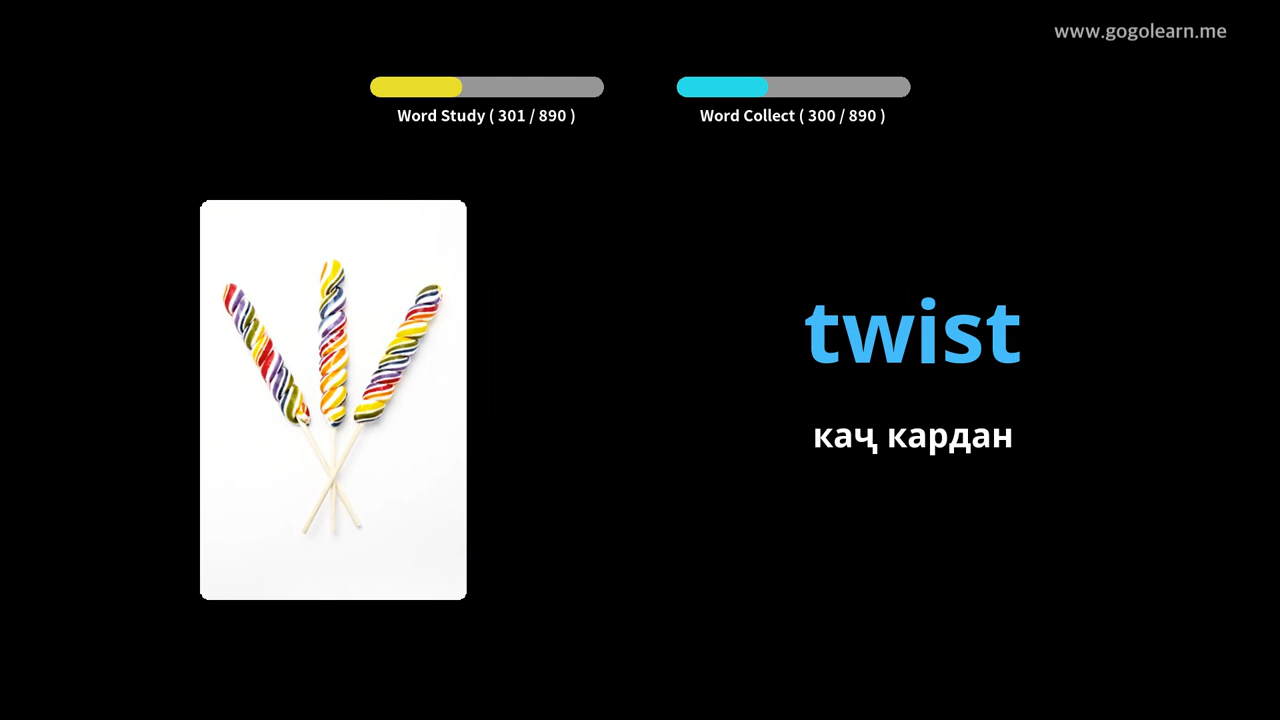 www.gogolearn.me
Word Study ( 301 / 890 )
Word Collect ( 300 / 890 )
twist
каҷ кардан